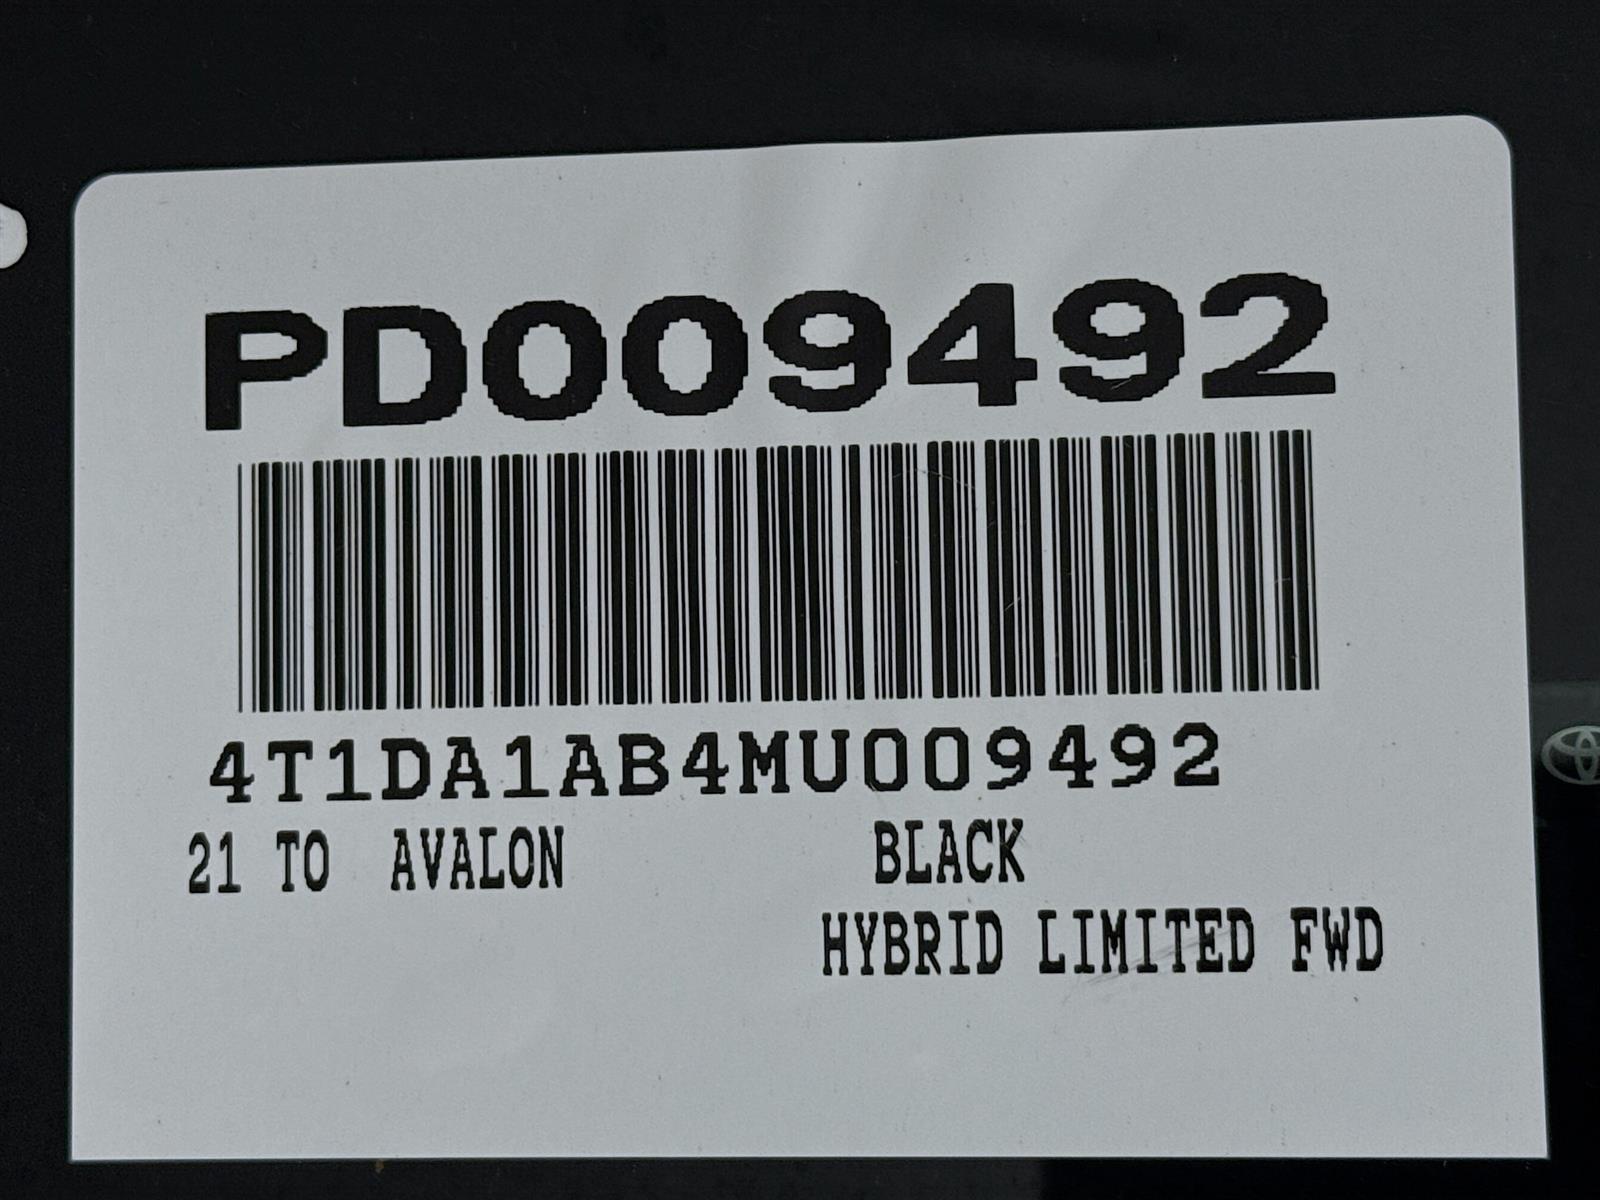 PD009492
4T1DA1AB4MU009492
21 TO AVALON BLACK
HYBRID LIMITED FWD